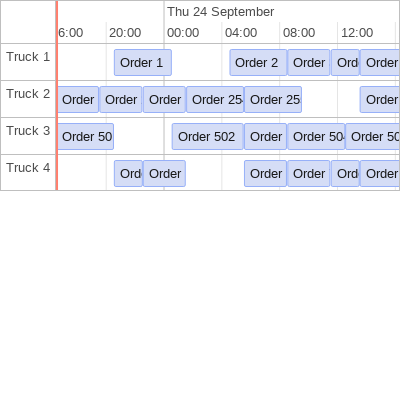 Thu 24 September
6:00 20:00 00:00 04:00 08:00 12:00
Truck 1 Order 1 Order 2 Order Ord Order
Truck 2 Order Order Order Order 25 Order 25 Order
Truck 3 Order 50 Order 502 Order Order 50 Order 50
Truck 4 Ord Order Order Order Ord Order